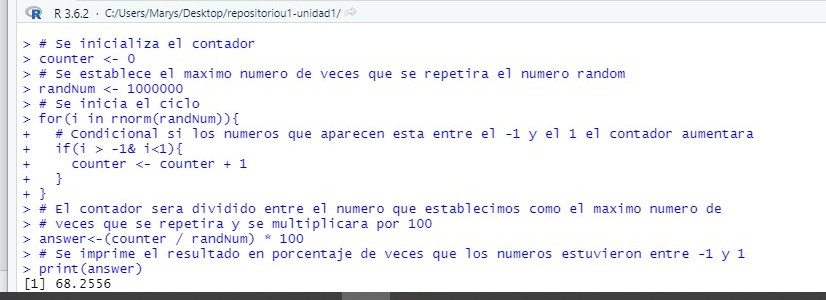 R R 3.6.2 · C:/Users/Marys/Desktop/repositoriou1-unidad1/
> # Se inicializa el contador
> counter <- 0
> # Se establece el maximo numero de veces que se repetira el numero random
> randNum <- 1000000
> # Se inicia el ciclo
> for(i in rnorm(randNum)){
+   # Condicional si los numeros que aparecen esta entre el -1 y el 1 el contador aumentara
+   if(i > -1& i<1){
+     counter <- counter + 1
+   }
+ }
> # El contador sera dividido entre el numero que establecimos como el maximo numero de
> # veces que se repetira y se multiplicara por 100
> answer<-(counter / randNum) * 100
> # Se imprime el resultado en porcentaje de veces que los numeros estuvieron entre -1 y 1
> print(answer)
[1] 68.2556